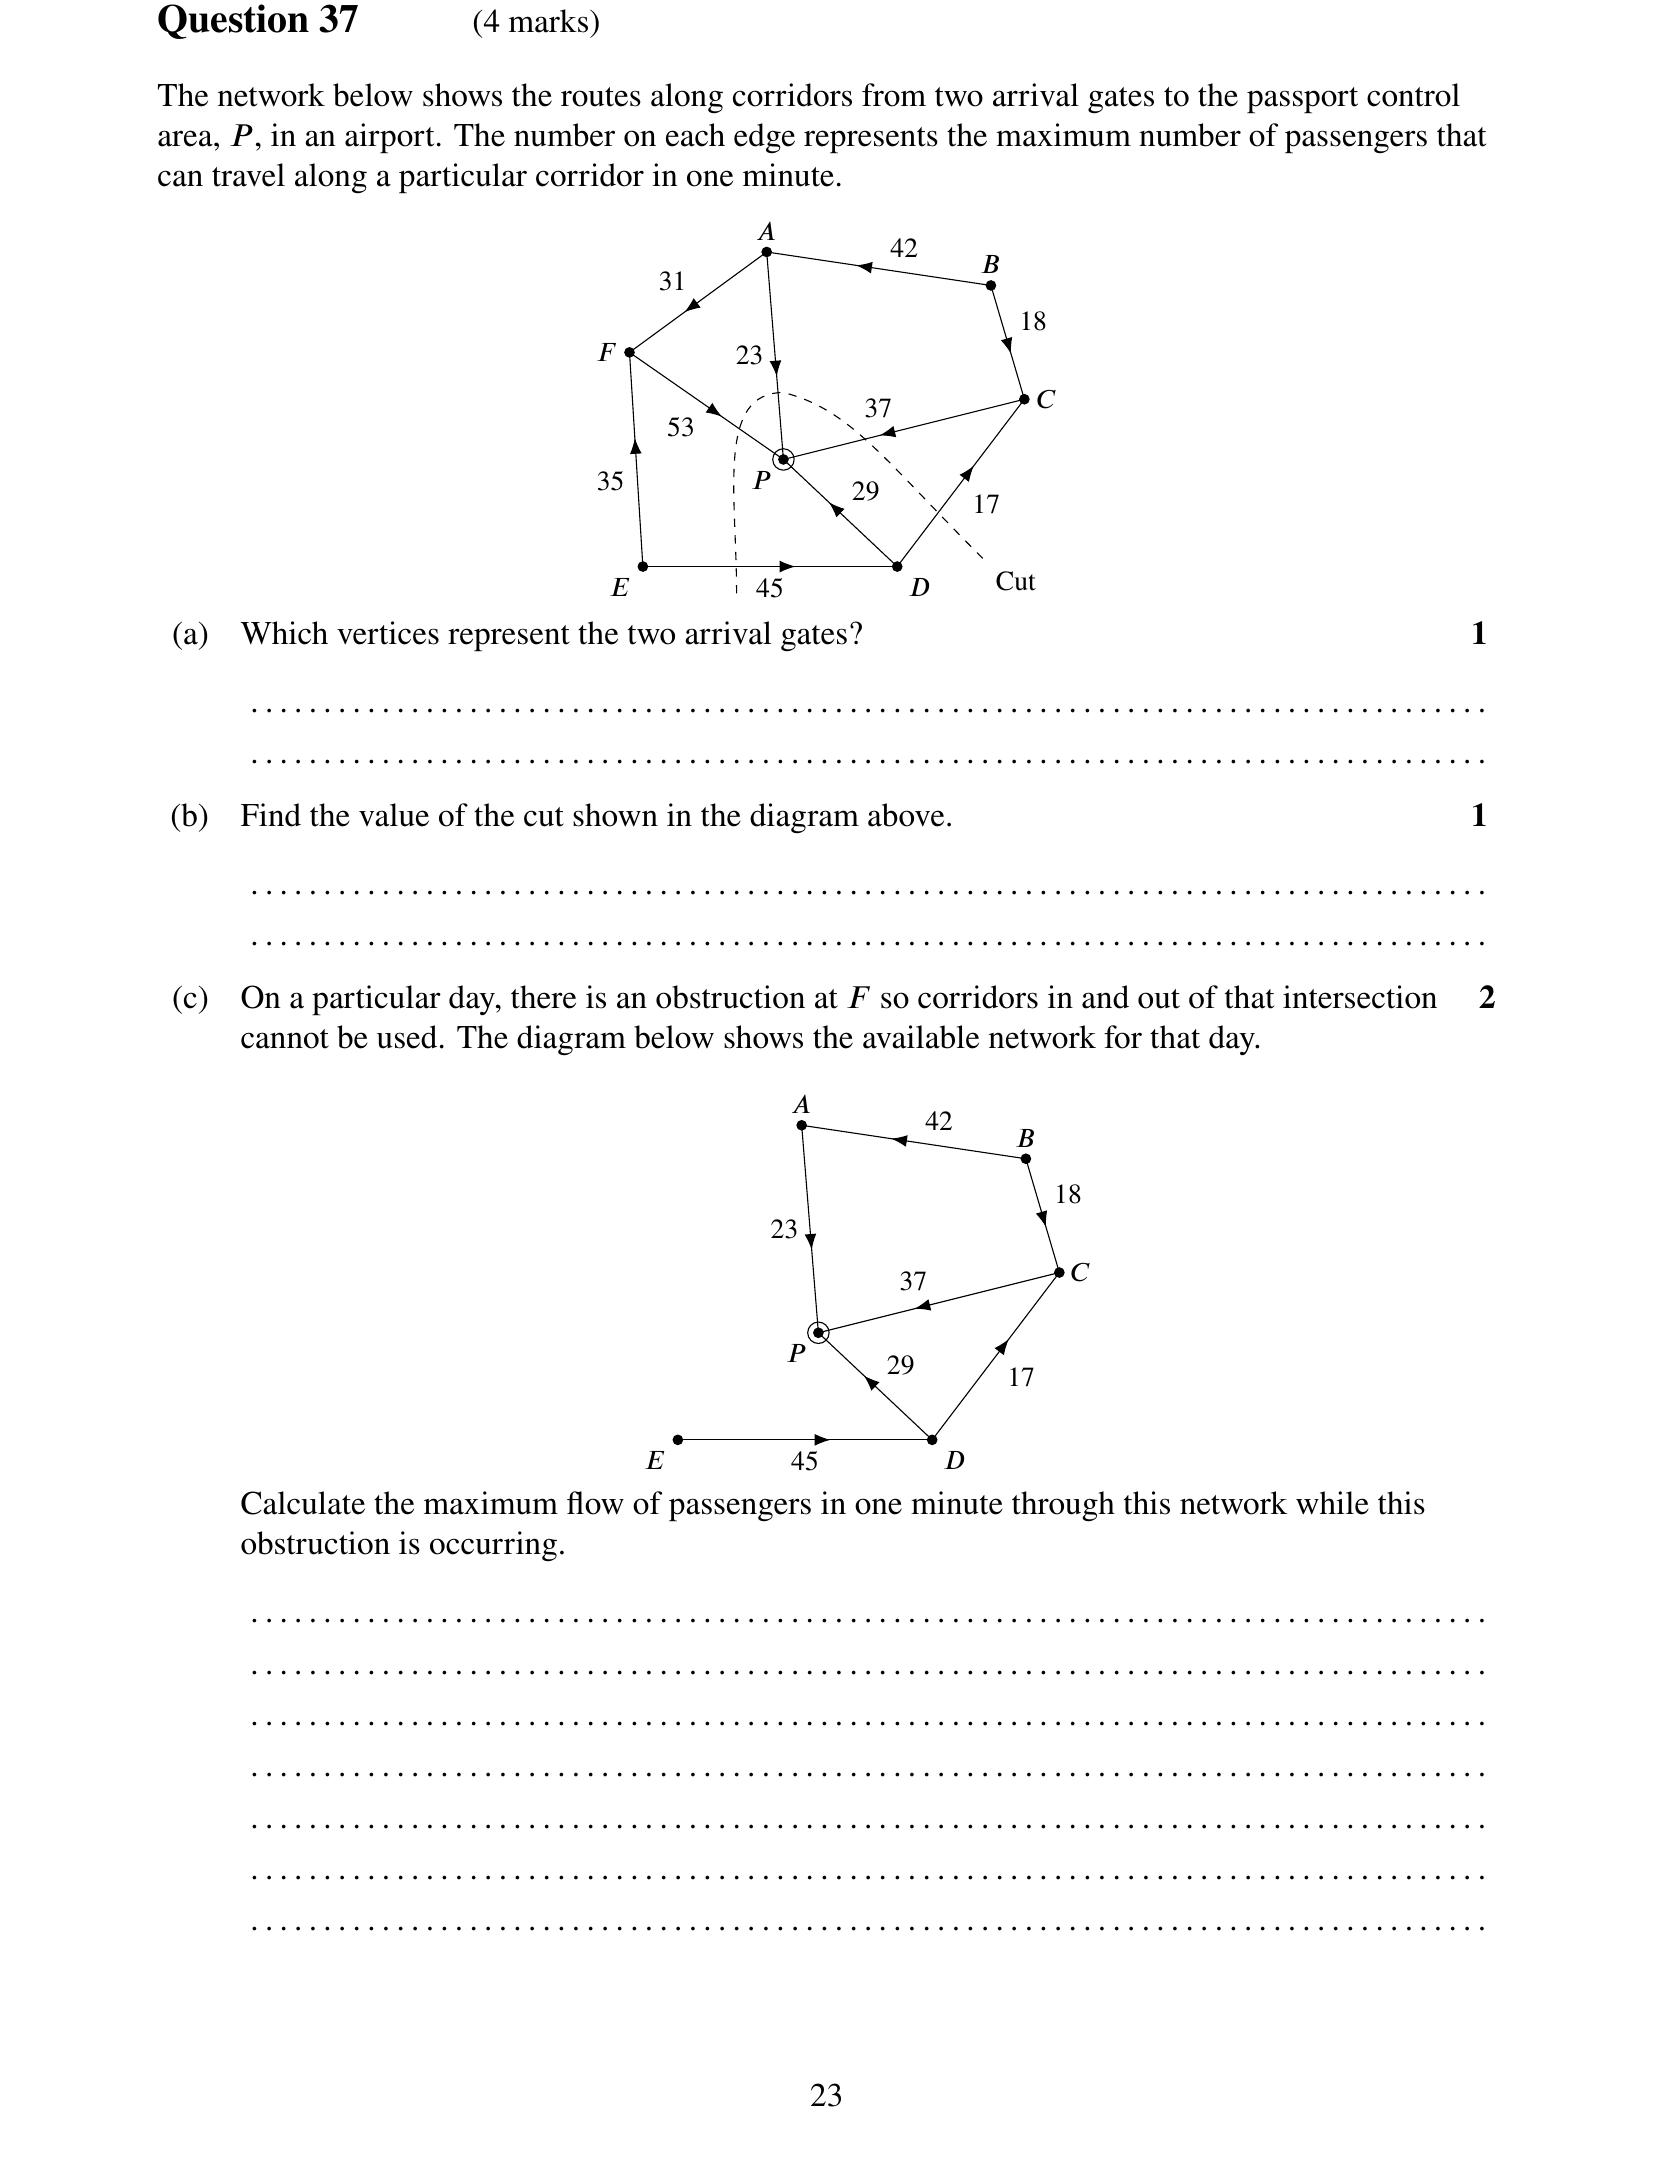 Question 37 (4 marks)
The network below shows the routes along corridors from two arrival gates to the passport control
area, P, in an airport. The number on each edge represents the maximum number of passengers that
can travel along a particular corridor in one minute.
A
42
B
31
18
F
23
C
37
53
P
35
29
17
E
45
D
Cut
(a) Which vertices represent the two arrival gates? 1
(b) Find the value of the cut shown in the diagram above. 1
(c) On a particular day, there is an obstruction at F so corridors in and out of that intersection 2
cannot be used. The diagram below shows the available network for that day.
A
42
B
18
23
C
37
P
29
17
E
45
D
Calculate the maximum flow of passengers in one minute through this network while this
obstruction is occurring.
23